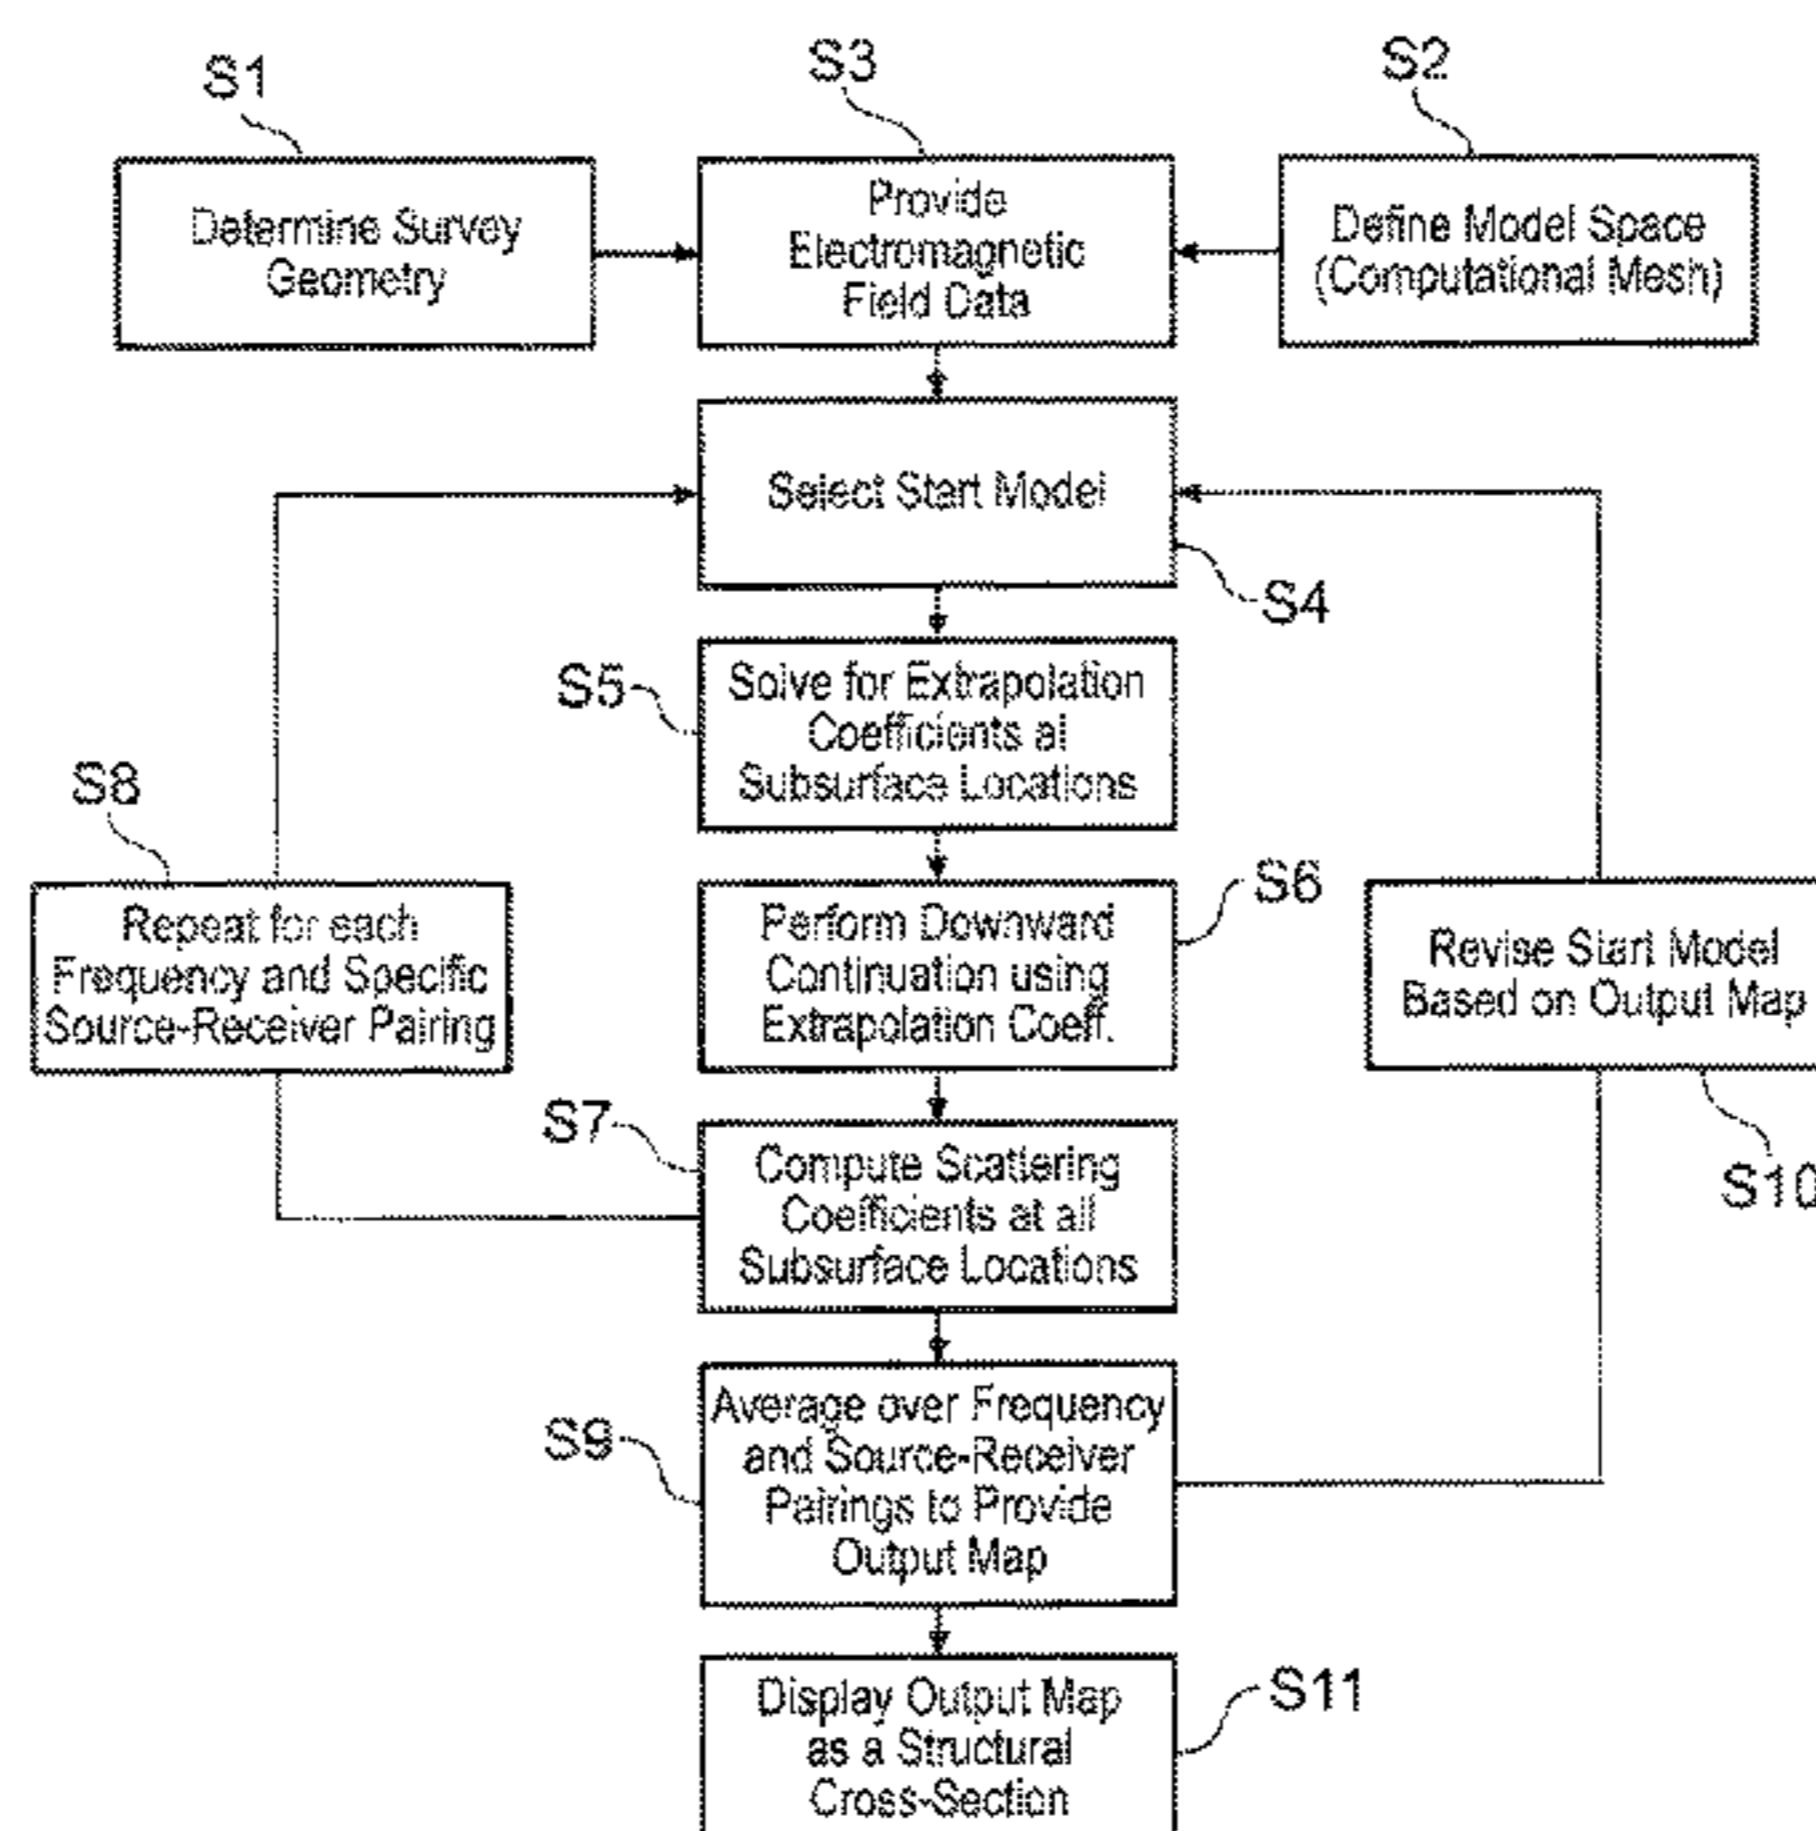 S1
S3
S2
Determine Survey
Geometry
Provide
Electromagnetic
Field Data
Define Model Space
(Computational Mesh)
Select Start Model
S4
S5
Solve for Extrapolation
Coefficients al
Subsurface Locations
S8
Repeat for each
Frequency and Specific
Source-Receiver Pairing
Perform Downward
Continuation using
Extrapolation Coeff.
S6
Revise Start Model
Based on Output Map
S10
S7
Compute Scattering
Coefficients at all
Subsurface Locations
S9
Average over Frequency
and Source-Receiver
Pairings to Provide
Output Map
Display Output Map
as a Structural
Cross-Section
S11